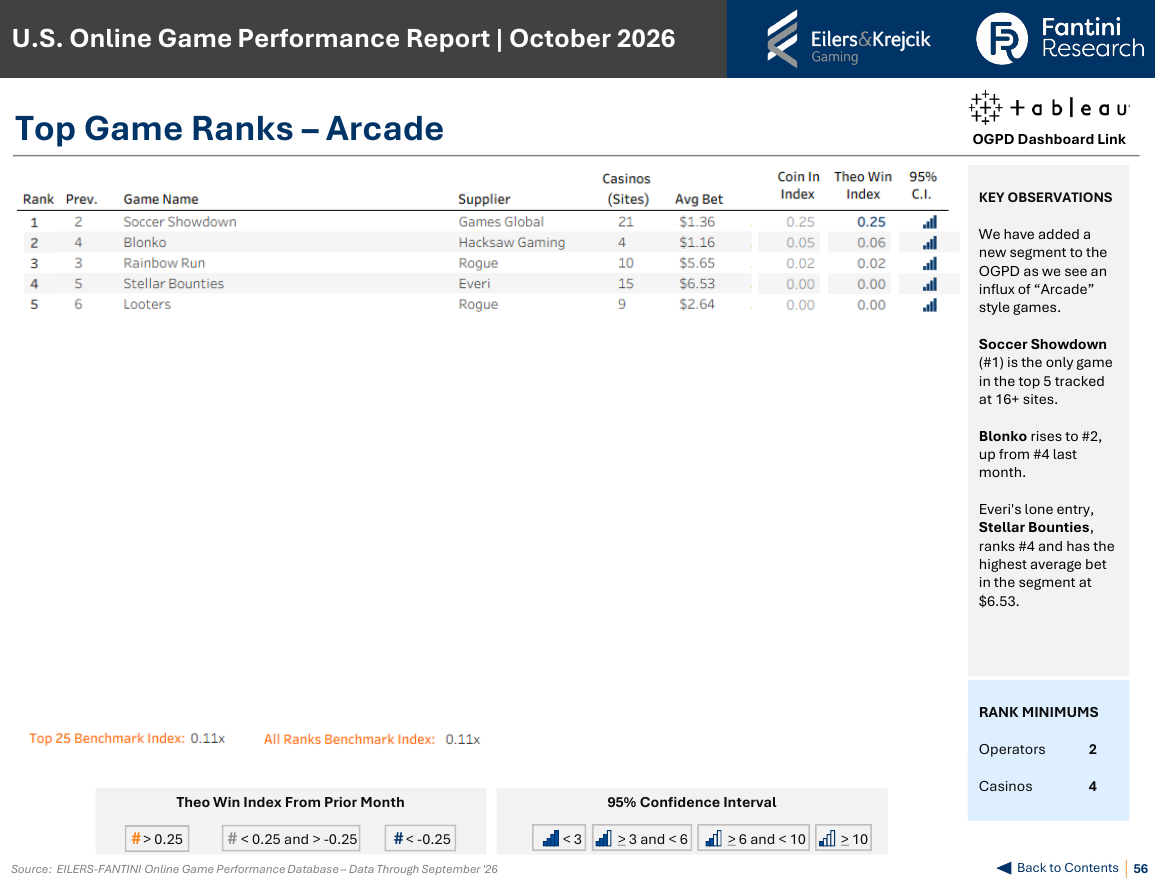 U.S. Online Game Performance Report | October 2026
Eilers&Krejcik
Gaming
Fantini
Research
Top Game Ranks – Arcade
+ a b l e a u
OGPD Dashboard Link
Rank Prev. Game Name Supplier Casinos (Sites) Avg Bet Coin In Index Theo Win Index 95% C.I.
1 2 Soccer Showdown Games Global 21 $1.36 0.25 0.25
2 4 Blonko Hacksaw Gaming 4 $1.16 0.05 0.06
3 3 Rainbow Run Rogue 10 $5.65 0.02 0.02
4 5 Stellar Bounties Everi 15 $6.53 0.00 0.00
5 6 Looters Rogue 9 $2.64 0.00 0.00
KEY OBSERVATIONS
We have added a
new segment to the
OGPD as we see an
influx of “Arcade”
style games.
Soccer Showdown
(#1) is the only game
in the top 5 tracked
at 16+ sites.
Blonko rises to #2,
up from #4 last
month.
Everi's lone entry,
Stellar Bounties,
ranks #4 and has the
highest average bet
in the segment at
$6.53.
RANK MINIMUMS
Operators 2
Casinos 4
Top 25 Benchmark Index: 0.11x All Ranks Benchmark Index: 0.11x
Theo Win Index From Prior Month
# > 0.25 # < 0.25 and > -0.25 # < -0.25
95% Confidence Interval
< 3 ≥ 3 and < 6 ≥ 6 and < 10 ≥ 10
Source: EILERS-FANTINI Online Game Performance Database – Data Through September '26
Back to Contents 56